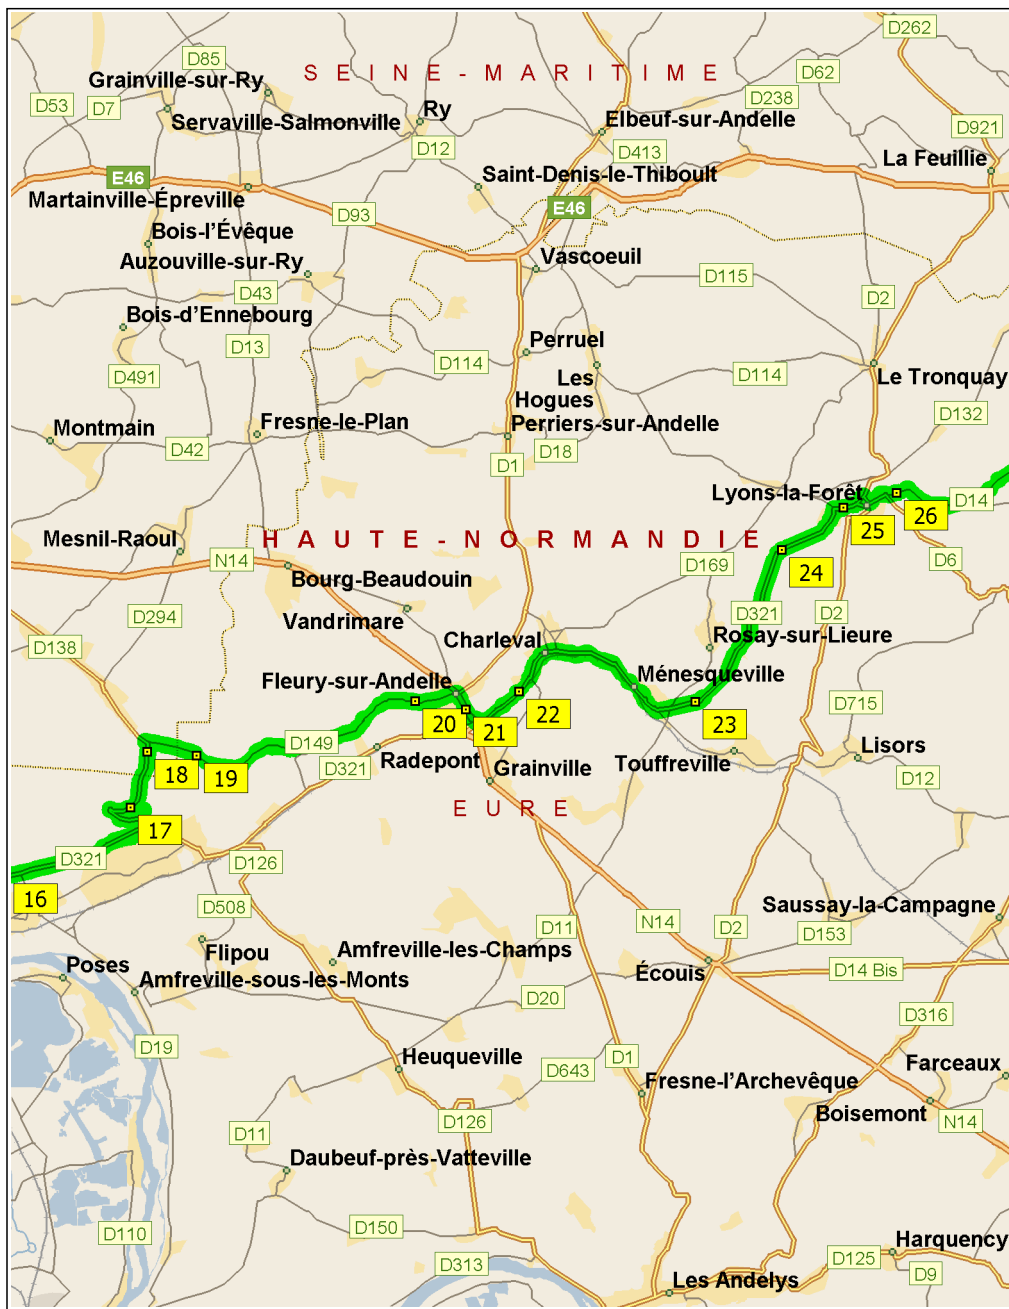 D262
D85
SEINE-MARITIME
D62
Grainville-sur-Ry
D53
D7
D238
Ry
Servaville-Salmonville
Elbeuf-sur-Andelle
D921
D12
D413
La Feuillie
E46
Saint-Denis-le-Thiboult
Martainville-Épreville
E46
D93
Bois-l'Évêque
Vascoeuil
Auzouville-sur-Ry
D115
D43
D2
Bois-d'Ennebourg
D13
Perruel
D114
D114
D491
Les
Hogues
Le Tronquay
D132
Montmain
Fresne-le-Plan
Perriers-sur-Andelle
D42
D18
D1
Lyons-la-Forêt
D14
26
25
Mesnil-Raoul
HAUTE-NORMANDIE
N14
D169
24
D6
Bourg-Beaudouin
D294
Vandrimare
D321
D2
Charleval
Rosay-sur-Lieure
D138
Fleury-sur-Andelle
Ménesqueville
D715
20
21
22
23
D149
18
19
D321
Radepont
Grainville
Touffreville
Lisors
D12
EURE
17
D321
D126
16
D508
D11
N14
D2
Saussay-la-Campagne
D153
Flipou
Amfreville-les-Champs
Poses
Amfreville-sous-les-Monts
Écouis
D14 Bis
D20
D316
D19
Heuqueville
D643
D1
Farceaux
Fresne-l'Archevêque
Boisemont
D126
N14
D11
Daubeuf-près-Vatteville
D150
D110
Harquency
D313
D125
D9
Les Andelys